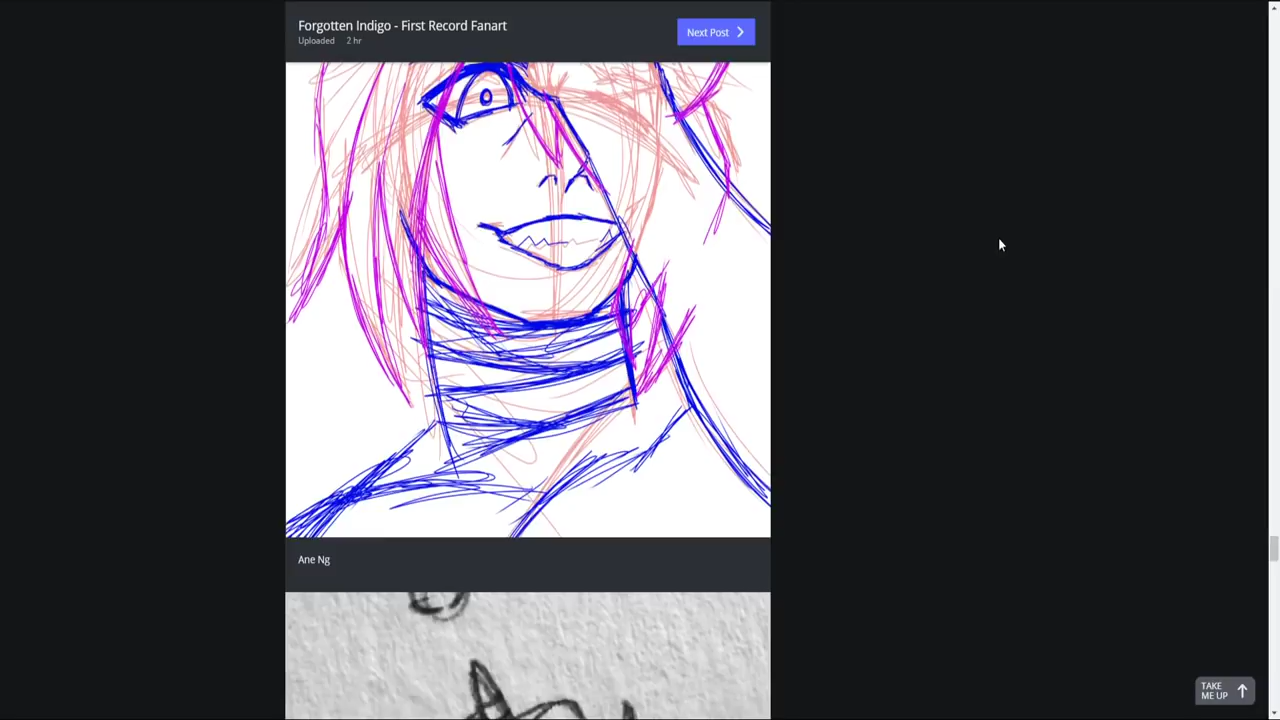 Forgotten Indigo - First Record Fanart
Uploaded 2 hr
Next Post
Ane Ng
TAKE
ME UP